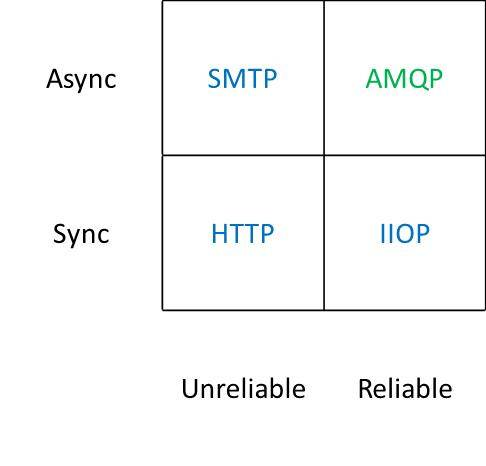 Async SMTP AMQP
Sync HTTP IIOP
Unreliable Reliable